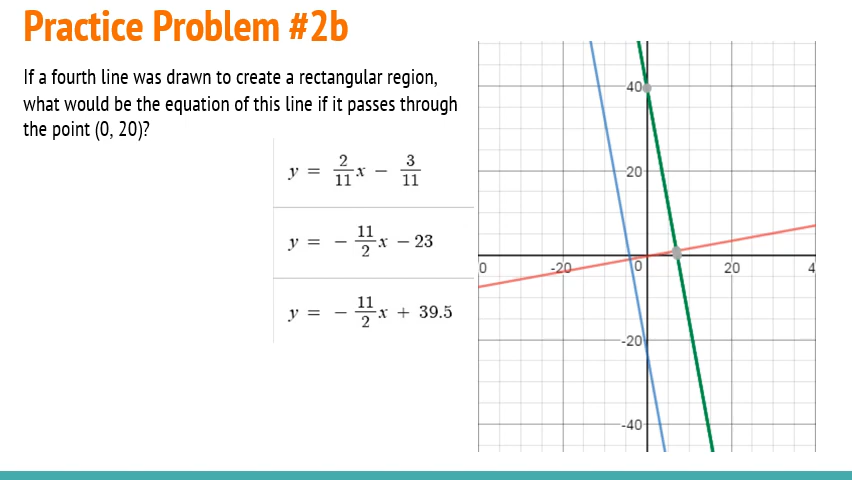 Practice Problem #2b
If a fourth line was drawn to create a rectangular region,
what would be the equation of this line if it passes through
the point (0, 20)?
y = 2/11 x − 3/11
y = − 11/2 x − 23
y = − 11/2 x + 39.5
40
20
0
-20
0
20
4
-20
-40